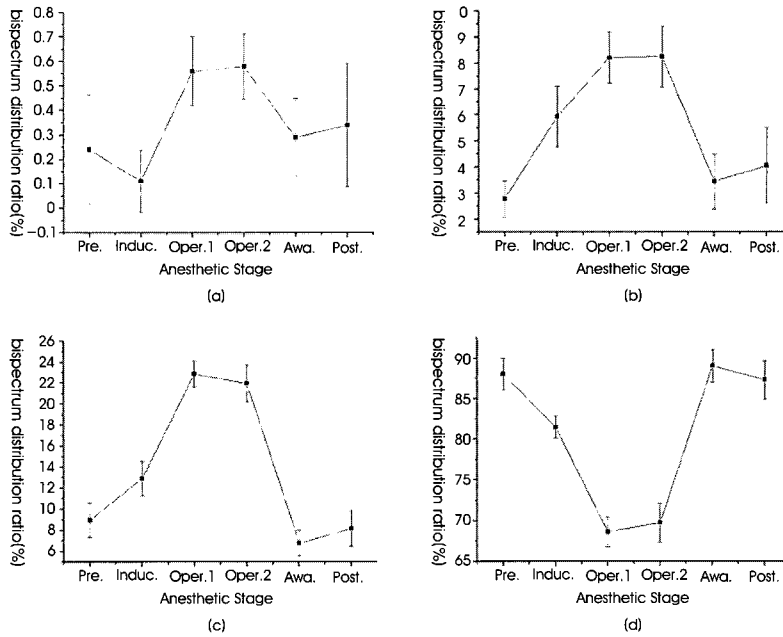 bispectrum distribution ratio(%)
0.8
0.7
0.6
0.5
0.4
0.3
0.2
0.1
0
−0.1
Pre. Induc. Oper.1 Oper.2 Awa. Post.
Anesthetic Stage
(a)
bispectrum distribution ratio(%)
0
9
8
7
6
5
4
3
2
Pre. Induc. Oper.1 Oper.2 Awa. Post.
Anesthetic Stage
(b)
bispectrum distribution ratio(%)
26
24
22
20
18
16
14
12
10
8
6
Pre. Induc. Oper.1 Oper.2 Awa. Post.
Anesthetic Stage
(c)
bispectrum distribution ratio(%)
90
85
80
75
70
65
Pre. Induc. Oper.1 Oper.2 Awa. Post.
Anesthetic Stage
(d)